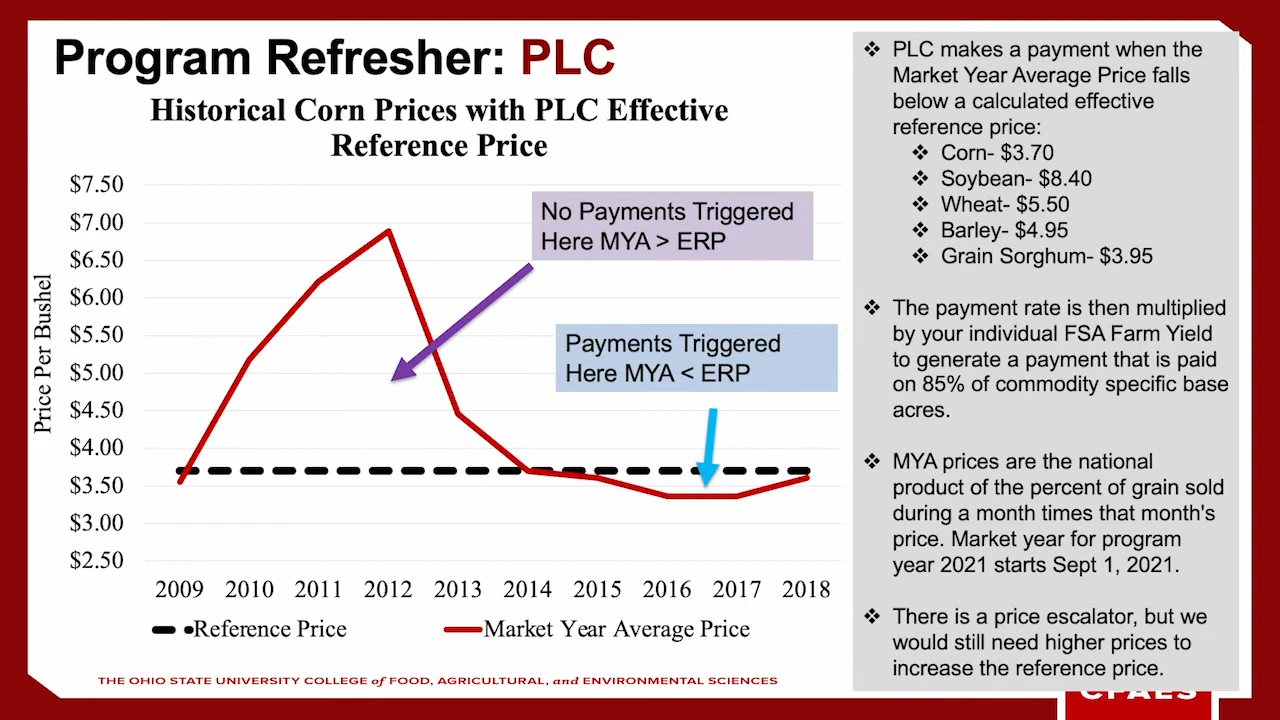 Program Refresher: PLC
Historical Corn Prices with PLC Effective
Reference Price
$7.50
$7.00
$6.50
$6.00
$5.50
$5.00
$4.50
$4.00
$3.50
$3.00
$2.50
Price Per Bushel
No Payments Triggered
Here MYA > ERP
Payments Triggered
Here MYA < ERP
2009 2010 2011 2012 2013 2014 2015 2016 2017 2018
Reference Price
Market Year Average Price
THE OHIO STATE UNIVERSITY COLLEGE of FOOD, AGRICULTURAL, and ENVIRONMENTAL SCIENCES
❖ PLC makes a payment when the
Market Year Average Price falls
below a calculated effective
reference price:
❖ Corn- $3.70
❖ Soybean- $8.40
❖ Wheat- $5.50
❖ Barley- $4.95
❖ Grain Sorghum- $3.95
❖ The payment rate is then multiplied
by your individual FSA Farm Yield
to generate a payment that is paid
on 85% of commodity specific base
acres.
❖ MYA prices are the national
product of the percent of grain sold
during a month times that month's
price. Market year for program
year 2021 starts Sept 1, 2021.
❖ There is a price escalator, but we
would still need higher prices to
increase the reference price.
CFAES